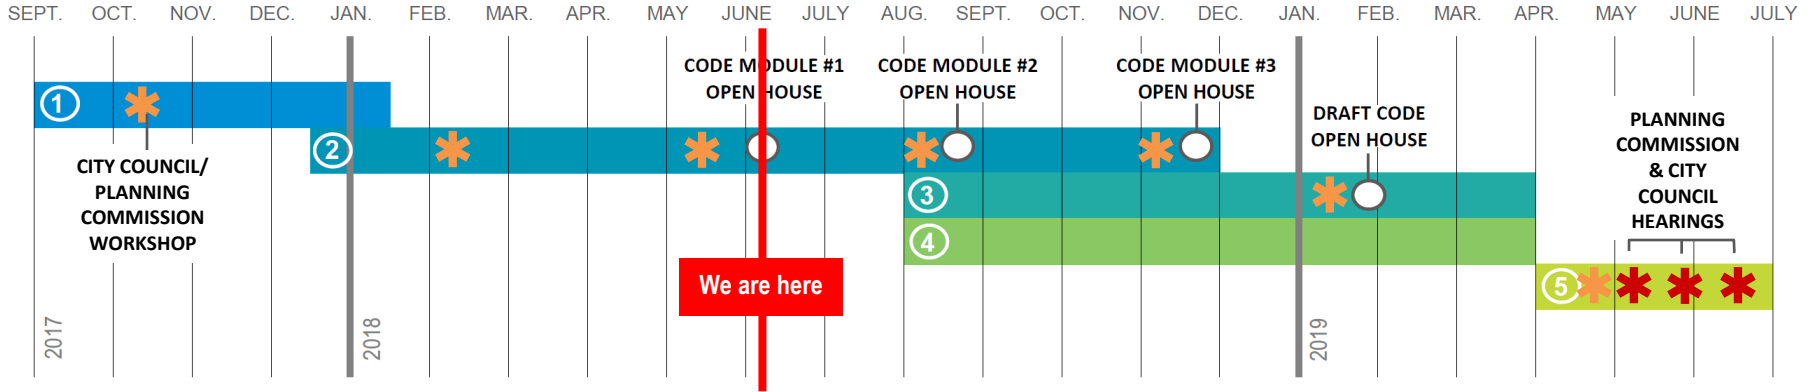 SEPT. OCT. NOV. DEC. JAN. FEB. MAR. APR. MAY JUNE JULY AUG. SEPT. OCT. NOV. DEC. JAN. FEB. MAR. APR. MAY JUNE JULY
CODE MODULE #1
OPEN HOUSE
CODE MODULE #2
OPEN HOUSE
CODE MODULE #3
OPEN HOUSE
1
CITY COUNCIL/
PLANNING
COMMISSION
WORKSHOP
2
DRAFT CODE
OPEN HOUSE
PLANNING
COMMISSION
& CITY
COUNCIL
HEARINGS
3
4
We are here
5
2017
2018
2019